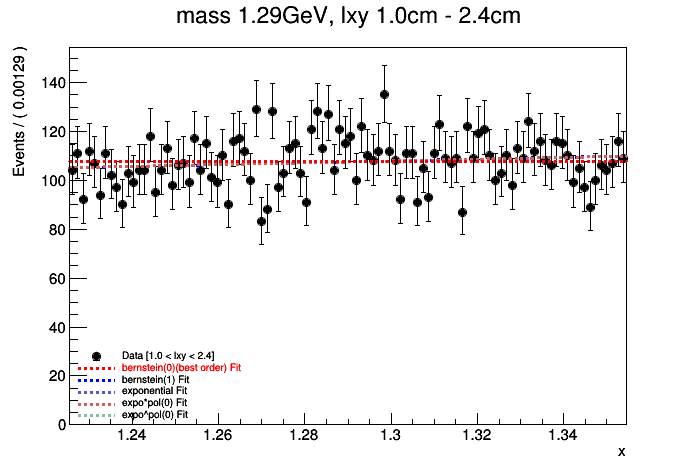 mass 1.29GeV, lxy 1.0cm - 2.4cm
Events / ( 0.00129 )
140
120
100
80
60
40
20
0
Data [1.0 < lxy < 2.4]
bernstein(0)(best order) Fit
bernstein(1) Fit
exponential Fit
expo*pol(0) Fit
expo^pol(0) Fit
1.24 1.26 1.28 1.3 1.32 1.34
x